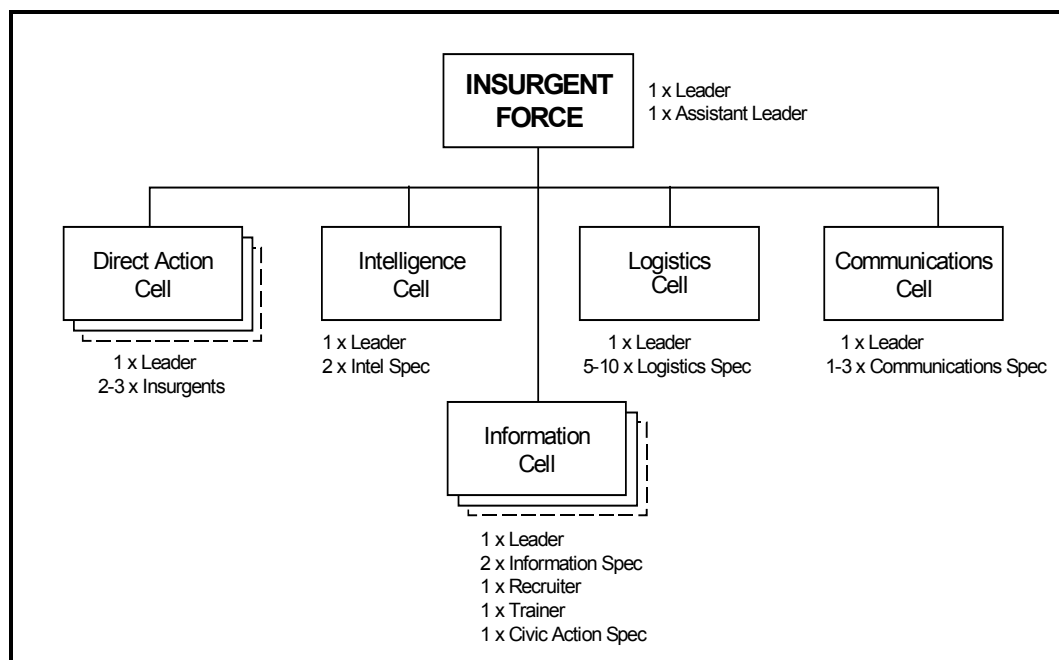 INSURGENT
FORCE
1 x Leader
1 x Assistant Leader
Direct Action
Cell
1 x Leader
2-3 x Insurgents
Intelligence
Cell
1 x Leader
2 x Intel Spec
Logistics
Cell
1 x Leader
5-10 x Logistics Spec
Communications
Cell
1 x Leader
1-3 x Communications Spec
Information
Cell
1 x Leader
2 x Information Spec
1 x Recruiter
1 x Trainer
1 x Civic Action Spec